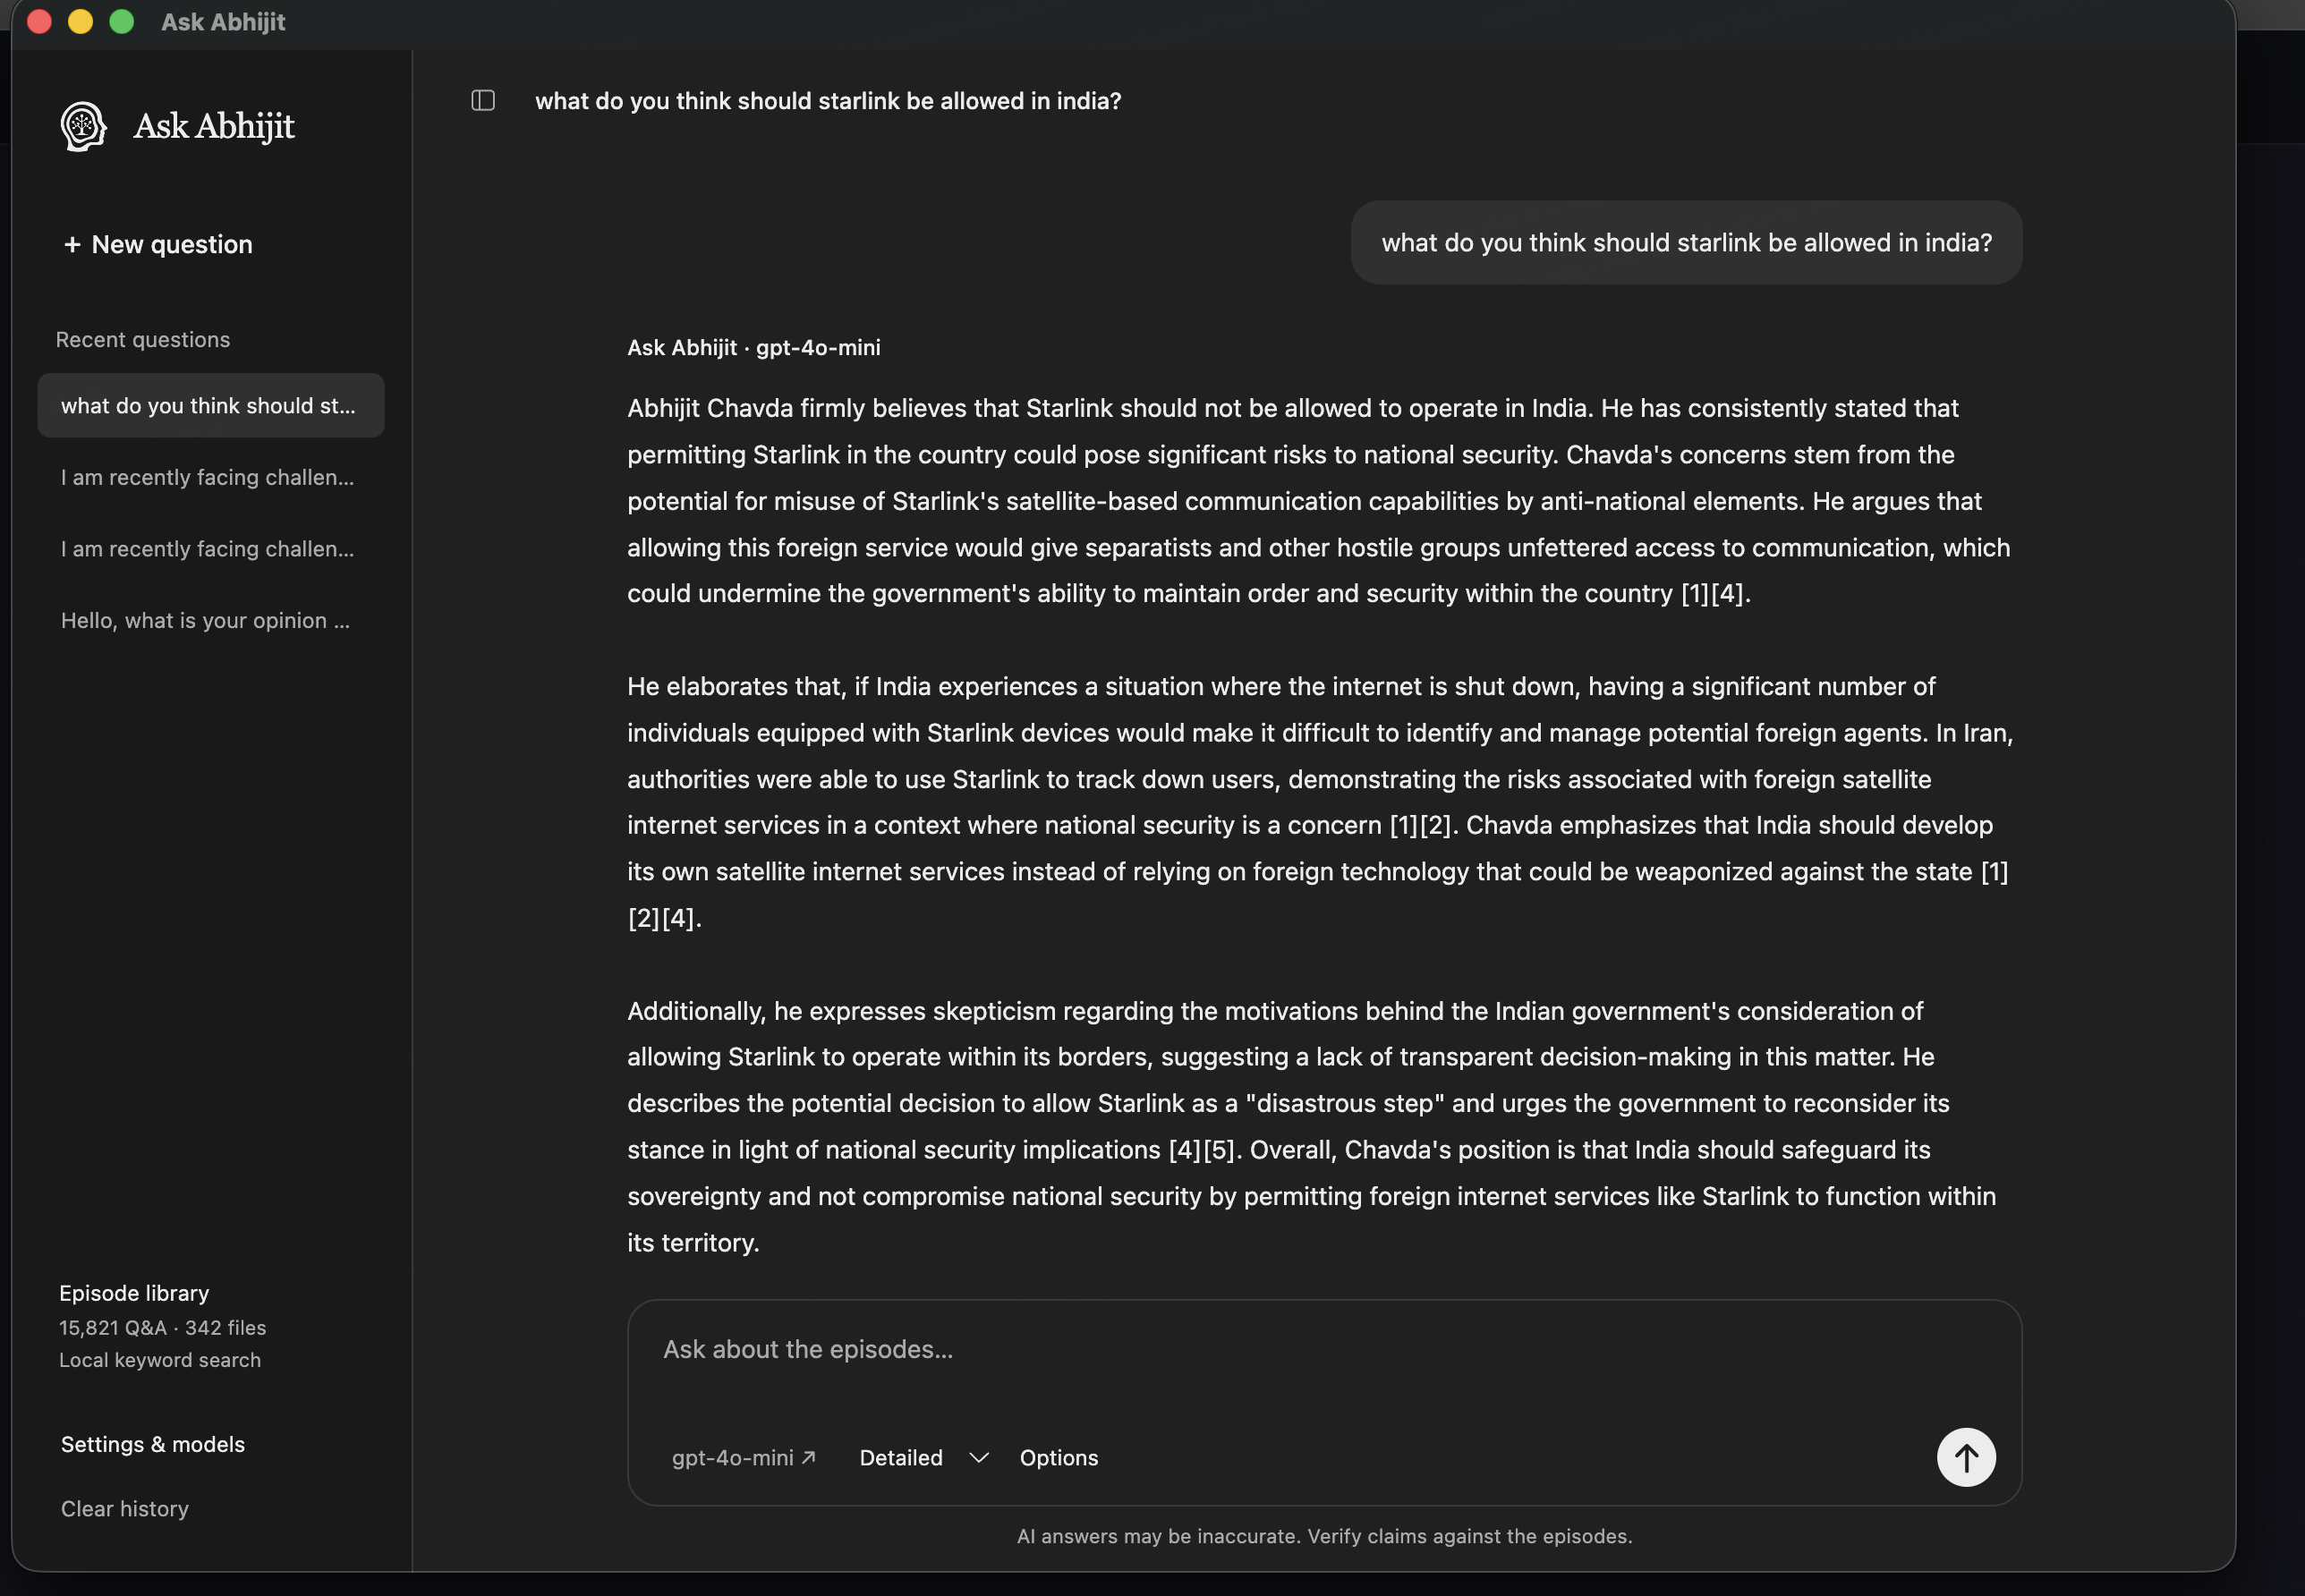 Ask Abhijit
Ask Abhijit
+ New question
Recent questions
what do you think should st...
I am recently facing challen...
I am recently facing challen...
Hello, what is your opinion ...
Episode library
15,821 Q&A · 342 files
Local keyword search
Settings & models
Clear history
what do you think should starlink be allowed in india?
what do you think should starlink be allowed in india?
Ask Abhijit · gpt-4o-mini
Abhijit Chavda firmly believes that Starlink should not be allowed to operate in India. He has consistently stated that
permitting Starlink in the country could pose significant risks to national security. Chavda's concerns stem from the
potential for misuse of Starlink's satellite-based communication capabilities by anti-national elements. He argues that
allowing this foreign service would give separatists and other hostile groups unfettered access to communication, which
could undermine the government's ability to maintain order and security within the country [1][4].
He elaborates that, if India experiences a situation where the internet is shut down, having a significant number of
individuals equipped with Starlink devices would make it difficult to identify and manage potential foreign agents. In Iran,
authorities were able to use Starlink to track down users, demonstrating the risks associated with foreign satellite
internet services in a context where national security is a concern [1][2]. Chavda emphasizes that India should develop
its own satellite internet services instead of relying on foreign technology that could be weaponized against the state [1]
[2][4].
Additionally, he expresses skepticism regarding the motivations behind the Indian government's consideration of
allowing Starlink to operate within its borders, suggesting a lack of transparent decision-making in this matter. He
describes the potential decision to allow Starlink as a "disastrous step" and urges the government to reconsider its
stance in light of national security implications [4][5]. Overall, Chavda's position is that India should safeguard its
sovereignty and not compromise national security by permitting foreign internet services like Starlink to function within
its territory.
Ask about the episodes...
gpt-4o-mini ↗ Detailed Options
AI answers may be inaccurate. Verify claims against the episodes.